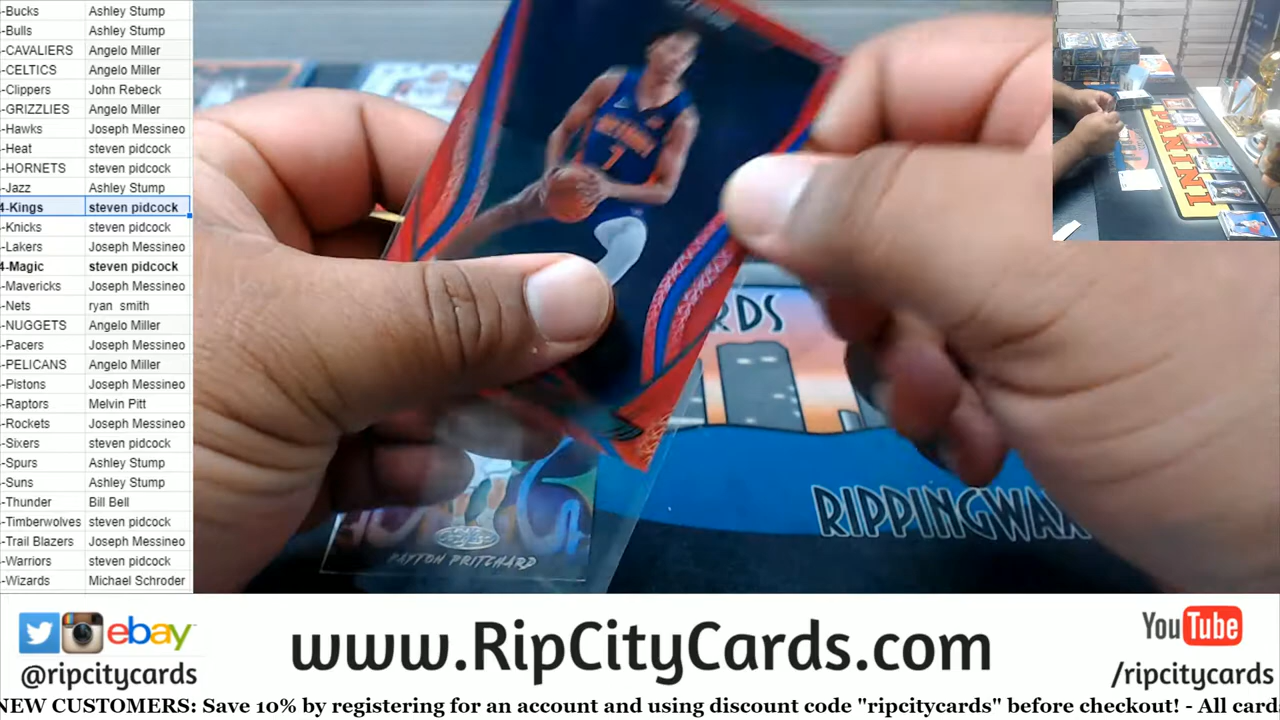 -Bucks Ashley Stump
-Bulls Ashley Stump
-CAVALIERS Angelo Miller
-CELTICS Angelo Miller
-Clippers John Rebeck
-GRIZZLIES Angelo Miller
-Hawks Joseph Messineo
-Heat steven pidcock
-HORNETS steven pidcock
-Jazz Ashley Stump
4-Kings steven pidcock
-Knicks steven pidcock
-Lakers Joseph Messineo
4-Magic steven pidcock
-Mavericks Joseph Messineo
-Nets ryan smith
-NUGGETS Angelo Miller
-Pacers Joseph Messineo
-PELICANS Angelo Miller
-Pistons Joseph Messineo
-Raptors Melvin Pitt
-Rockets Joseph Messineo
-Sixers steven pidcock
-Spurs Ashley Stump
-Suns Ashley Stump
-Thunder Bill Bell
-Timberwolves steven pidcock
-Trail Blazers Joseph Messineo
-Warriors steven pidcock
-Wizards Michael Schroder
7
RDS
RIPPINGWAX
PAYTON PRITCHARD
PANINI
ebay
@ripcitycards
www.RipCityCards.com
YouTube
/ripcitycards
NEW CUSTOMERS: Save 10% by registering for an account and using discount code "ripcitycards" before checkout! - All card